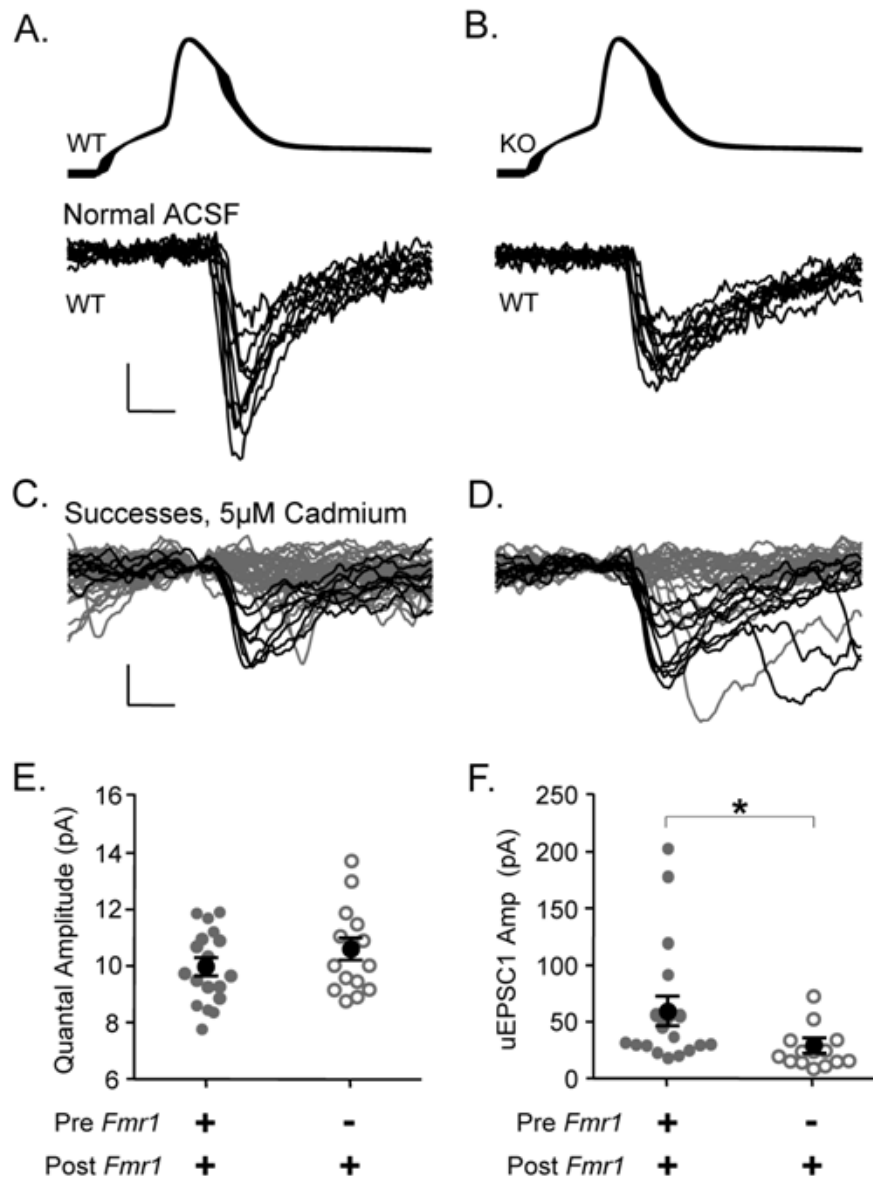 A.
B.
WT
KO
Normal ACSF
WT
WT
C.
D.
Successes, 5µM Cadmium
E.
F.
Quantal Amplitude (pA)
16
14
12
10
8
6
uEPSC1 Amp (pA)
250
200
150
100
50
0
*
Pre Fmr1 + - Pre Fmr1 + -
Post Fmr1 + + Post Fmr1 + +